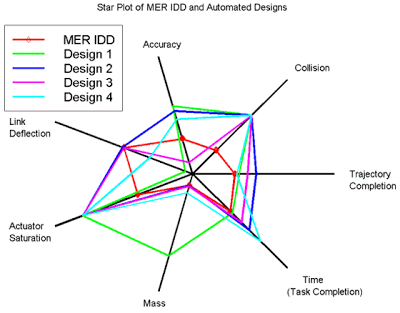 Star Plot of MER IDD and Automated Designs
MER IDD
Design 1
Design 2
Design 3
Design 4
Accuracy
Collision
Link
Deflection
Trajectory
Completion
Actuator
Saturation
Mass
Time
(Task Completion)